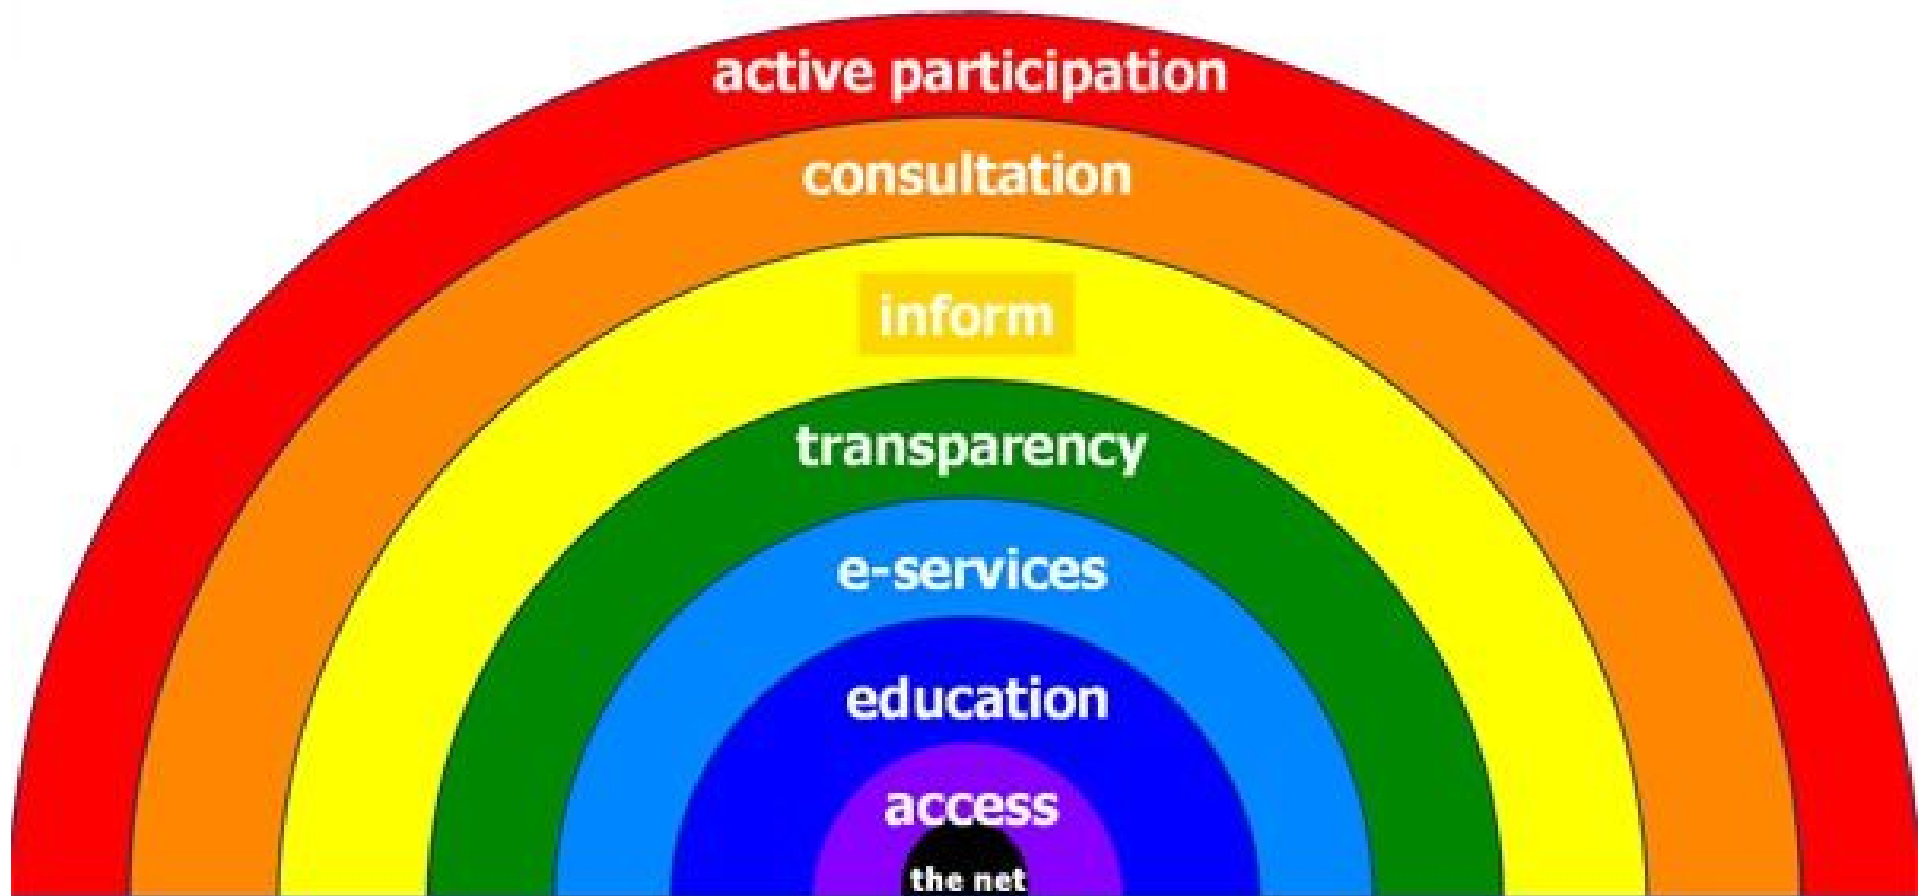 active participation
consultation
inform
transparency
e-services
education
access
the net